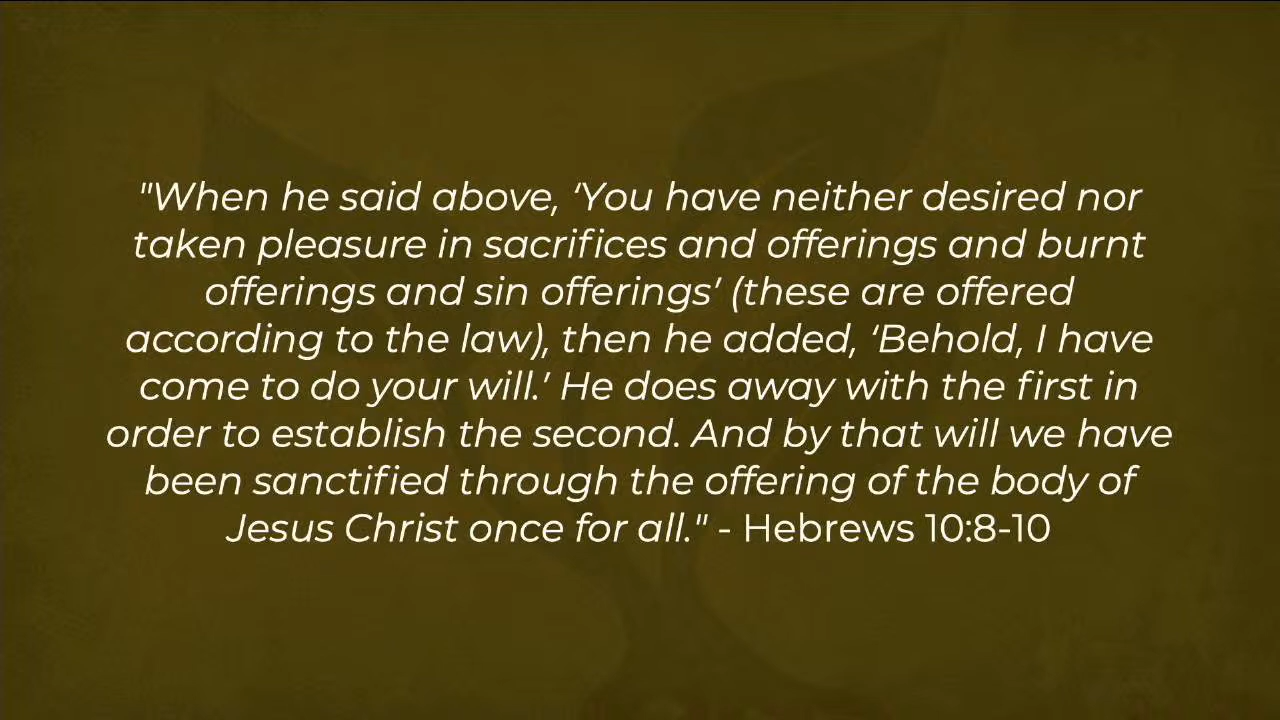 "When he said above, ‘You have neither desired nor
taken pleasure in sacrifices and offerings and burnt
offerings and sin offerings’ (these are offered
according to the law), then he added, ‘Behold, I have
come to do your will.’ He does away with the first in
order to establish the second. And by that will we have
been sanctified through the offering of the body of
Jesus Christ once for all." - Hebrews 10:8-10